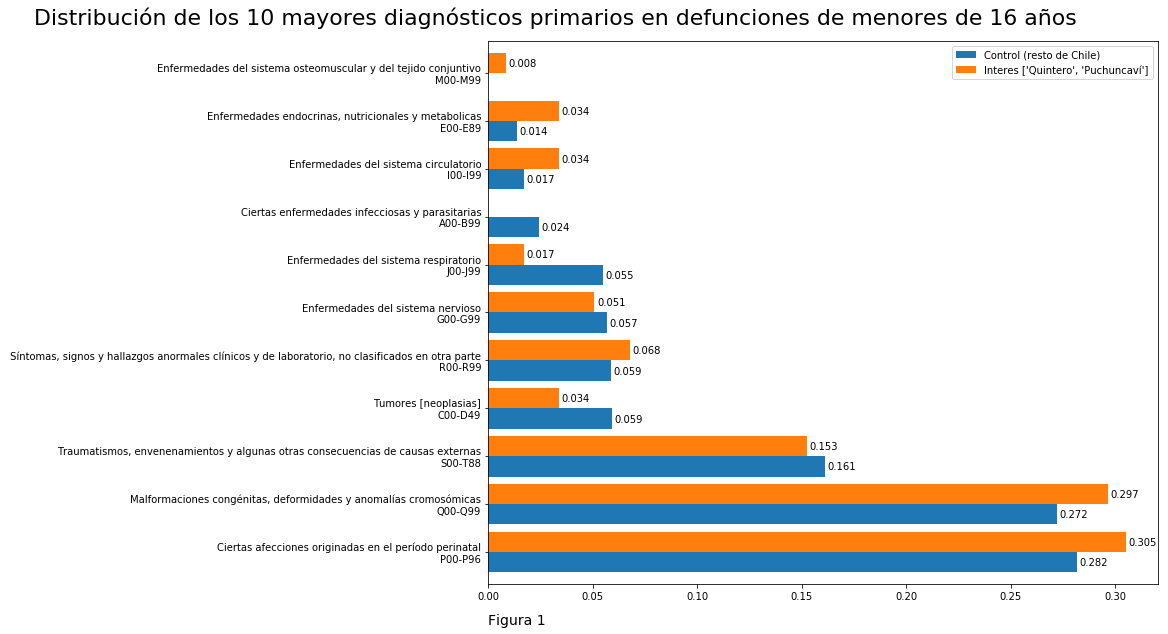 Distribución de los 10 mayores diagnósticos primarios en defunciones de menores de 16 años
Control (resto de Chile)
Interes ['Quintero', 'Puchuncaví']
Enfermedades del sistema osteomuscular y del tejido conjuntivo
M00-M99
0.008
Enfermedades endocrinas, nutricionales y metabolicas
E00-E89
0.034
0.014
Enfermedades del sistema circulatorio
I00-I99
0.034
0.017
Ciertas enfermedades infecciosas y parasitarias
A00-B99
0.024
Enfermedades del sistema respiratorio
J00-J99
0.017
0.055
Enfermedades del sistema nervioso
G00-G99
0.051
0.057
Síntomas, signos y hallazgos anormales clínicos y de laboratorio, no clasificados en otra parte
R00-R99
0.068
0.059
Tumores [neoplasias]
C00-D49
0.034
0.059
Traumatismos, envenenamientos y algunas otras consecuencias de causas externas
S00-T88
0.153
0.161
Malformaciones congénitas, deformidades y anomalías cromosómicas
Q00-Q99
0.297
0.272
Ciertas afecciones originadas en el período perinatal
P00-P96
0.305
0.282
0.00 0.05 0.10 0.15 0.20 0.25 0.30
Figura 1